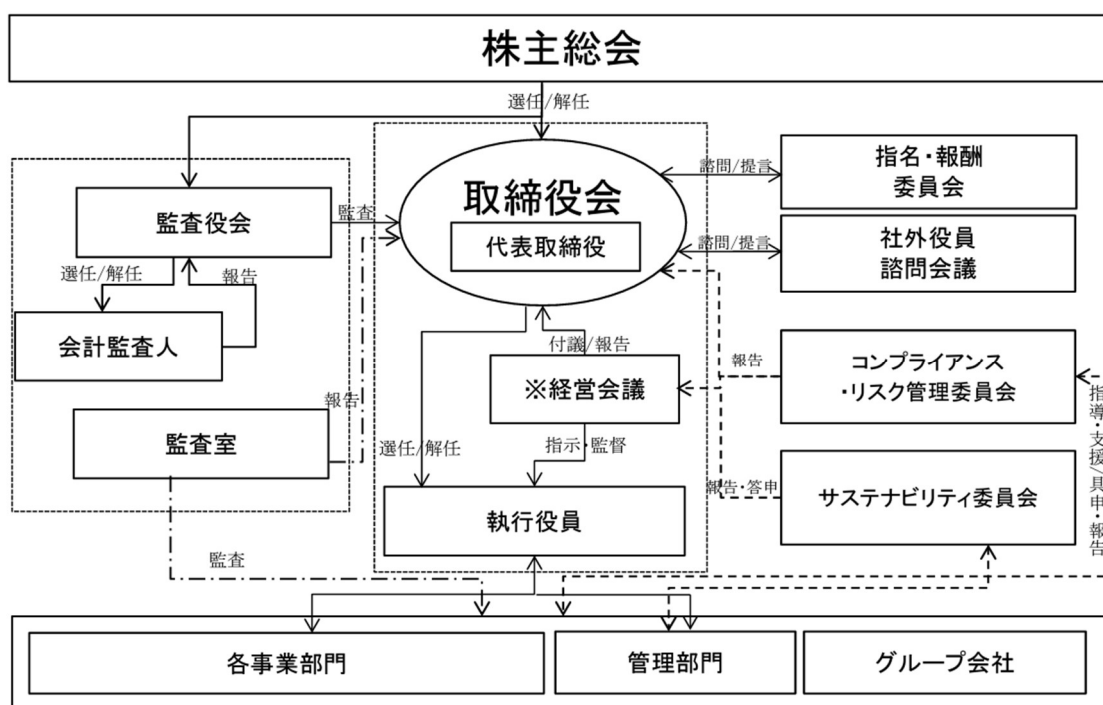 株主総会
選任/解任
監査役会
監査
取締役会
代表取締役
諮問/提言
指名・報酬
委員会
諮問/提言
社外役員
諮問会議
選任/解任
報告
会計監査人
付議/報告
※経営会議
報告
コンプライアンス
・リスク管理委員会
報告
監査室
選任/解任
指示・監督
報告・答申
サステナビリティ委員会
指導・支援/具申・報告
執行役員
監査
各事業部門
管理部門
グループ会社